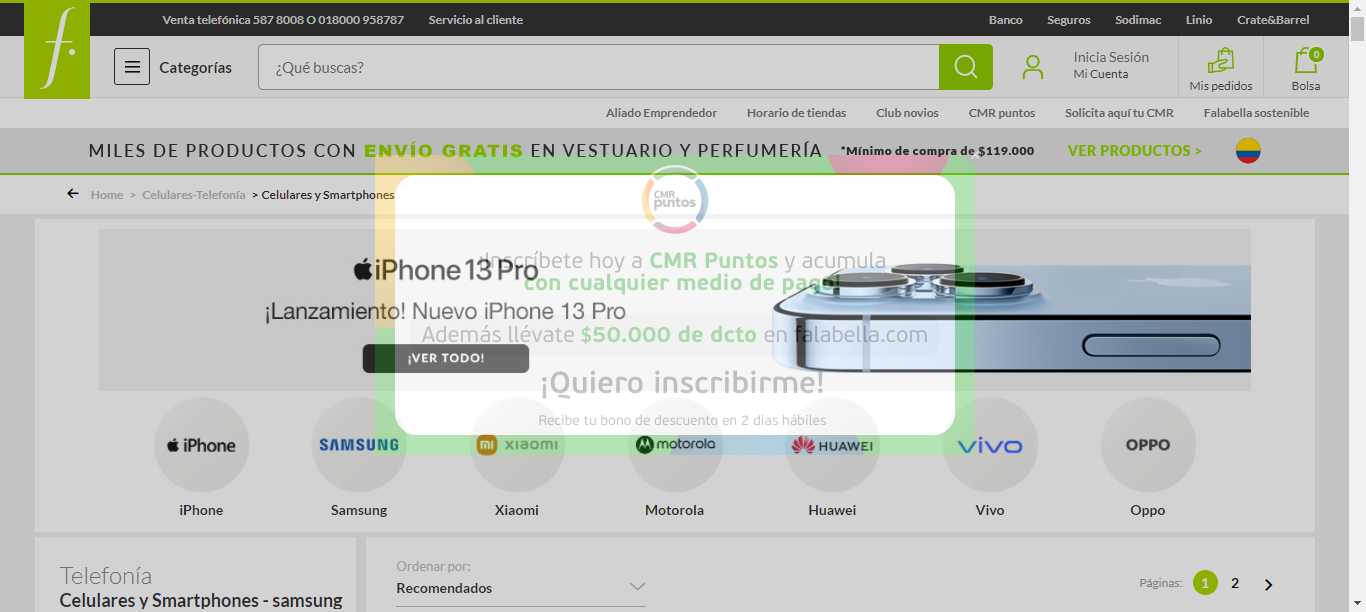 Venta telefónica 587 8008 O 018000 958787 Servicio al cliente Banco Seguros Sodimac Linio Crate&Barrel
f.
Categorías
¿Qué buscas?
Inicia Sesión
Mi Cuenta
Mis pedidos
0
Bolsa
Aliado Emprendedor Horario de tiendas Club novios CMR puntos Solicita aquí tu CMR Falabella sostenible
MILES DE PRODUCTOS CON ENVÍO GRATIS EN VESTUARIO Y PERFUMERÍA *Mínimo de compra de $119.000 VER PRODUCTOS >
Home > Celulares-Telefonía > Celulares y Smartphones
CMR
puntos
¡Inscríbete hoy a CMR Puntos y acumula
con cualquier medio de pago!
iPhone 13 Pro
¡Lanzamiento! Nuevo iPhone 13 Pro
Además llévate $50.000 de dcto en falabella.com
¡VER TODO!
¡Quiero inscribirme!
Recibe tu bono de descuento en 2 dias hábiles
iPhone SAMSUNG mi xiaomi motorola HUAWEI vivo OPPO
iPhone Samsung Xiaomi Motorola Huawei Vivo Oppo
Telefonía
Celulares y Smartphones - samsung
Ordenar por:
Recomendados
Páginas: 1 2